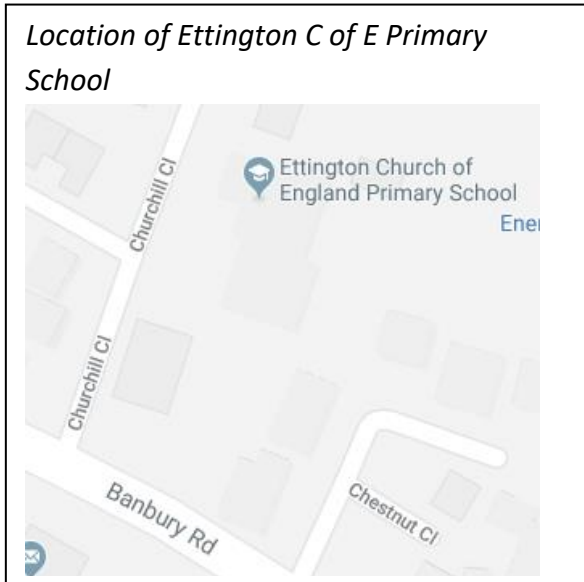 Location of Ettington C of E Primary
School
Churchill Cl
Ettington Church of
England Primary School
Ener
Churchill Cl
Banbury Rd
Chestnut Cl